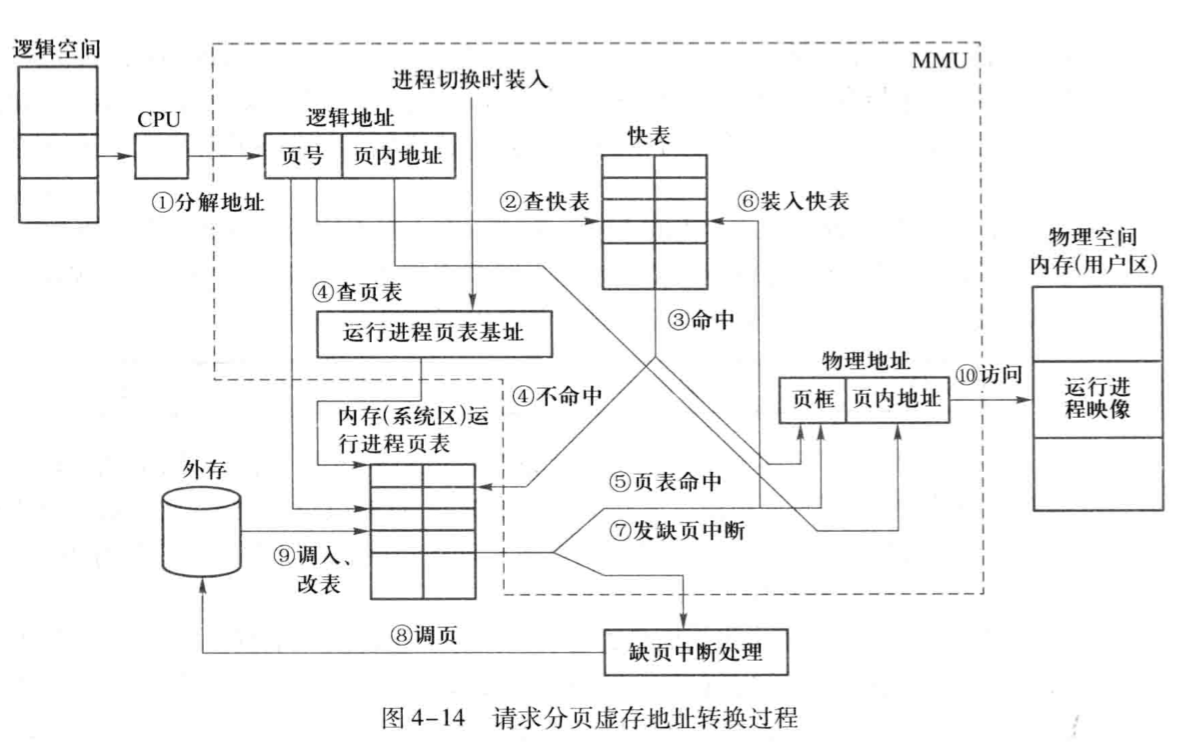 逻辑空间
MMU
进程切换时装入
CPU
逻辑地址
快表
页号
页内地址
①分解地址
②查快表
⑥装入快表
物理空间
内存(用户区)
④查页表
③命中
运行进程页表基址
物理地址
⑩访问
运行进
程映像
④不命中
页框
页内地址
内存(系统区)运
行进程页表
外存
⑤页表命中
⑦发缺页中断
⑨调入、
改表
⑧调页
缺页中断处理
图 4-14 请求分页虚存地址转换过程